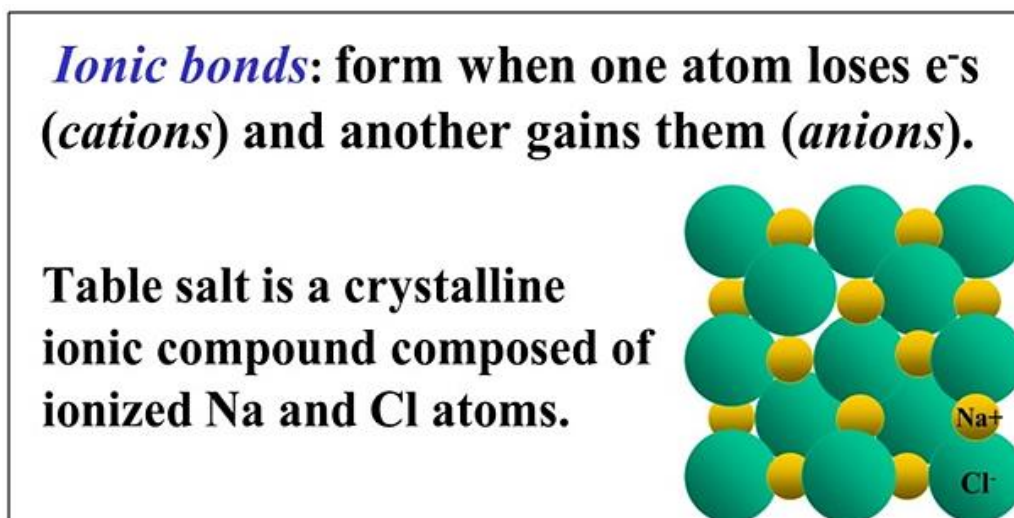 Ionic bonds: form when one atom loses e⁻s
(cations) and another gains them (anions).
Table salt is a crystalline
ionic compound composed of
ionized Na and Cl atoms.
Na+
Cl⁻